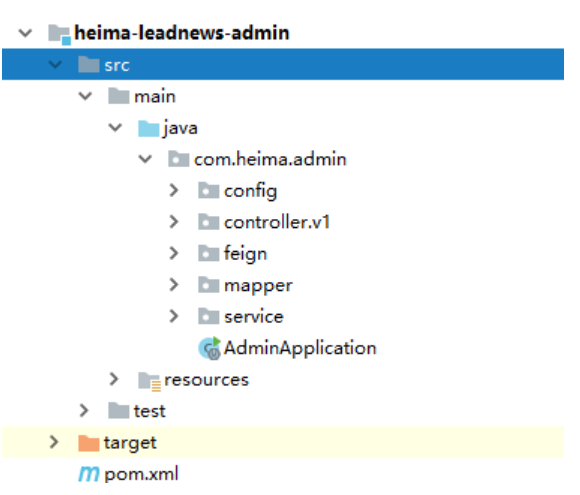 heima-leadnews-admin
src
main
java
com.heima.admin
config
controller.v1
feign
mapper
service
AdminApplication
resources
test
target
pom.xml